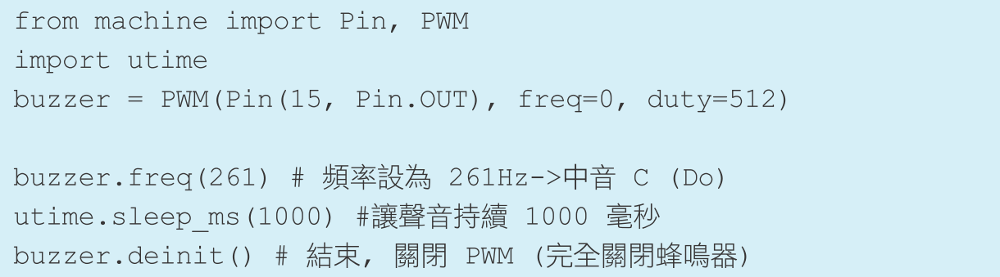 from machine import Pin, PWM
import utime
buzzer = PWM(Pin(15, Pin.OUT), freq=0, duty=512)
buzzer.freq(261) # 頻率設為 261Hz->中音 C (Do)
utime.sleep_ms(1000) #讓聲音持續 1000 毫秒
buzzer.deinit() # 結束, 關閉 PWM (完全關閉蜂鳴器)